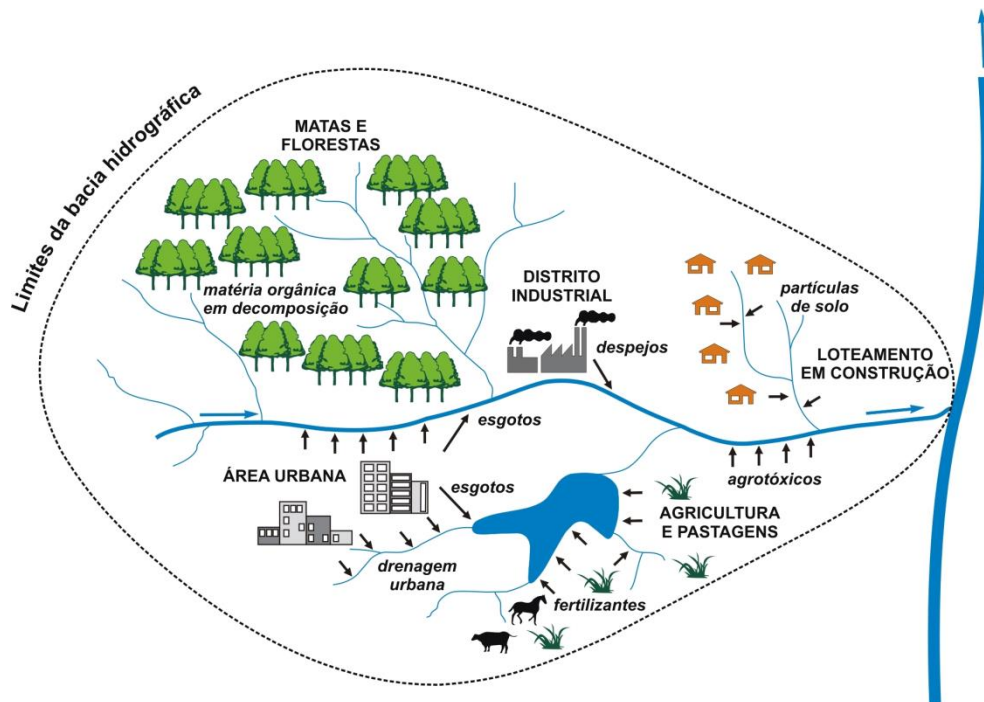 Limites da bacia hidrográfica
MATAS E
FLORESTAS
matéria orgânica
em decomposição
DISTRITO
INDUSTRIAL
despejos
partículas
de solo
LOTEAMENTO
EM CONSTRUÇÃO
esgotos
ÁREA URBANA
esgotos
agrotóxicos
AGRICULTURA
E PASTAGENS
drenagem
urbana
fertilizantes